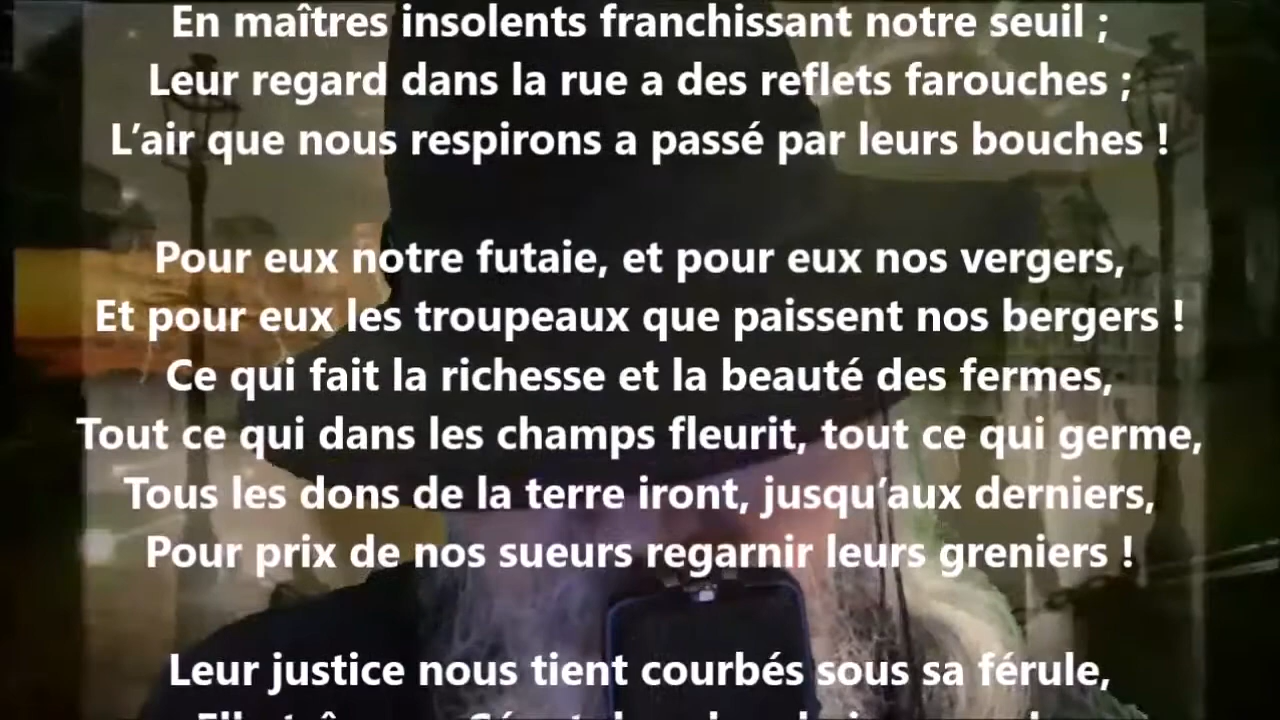 En maîtres insolents franchissant notre seuil ;
Leur regard dans la rue a des reflets farouches ;
L’air que nous respirons a passé par leurs bouches !
Pour eux notre futaie, et pour eux nos vergers,
Et pour eux les troupeaux que paissent nos bergers !
Ce qui fait la richesse et la beauté des fermes,
Tout ce qui dans les champs fleurit, tout ce qui germe,
Tous les dons de la terre iront, jusqu’aux derniers,
Pour prix de nos sueurs regarnir leurs greniers !
Leur justice nous tient courbés sous sa férule,